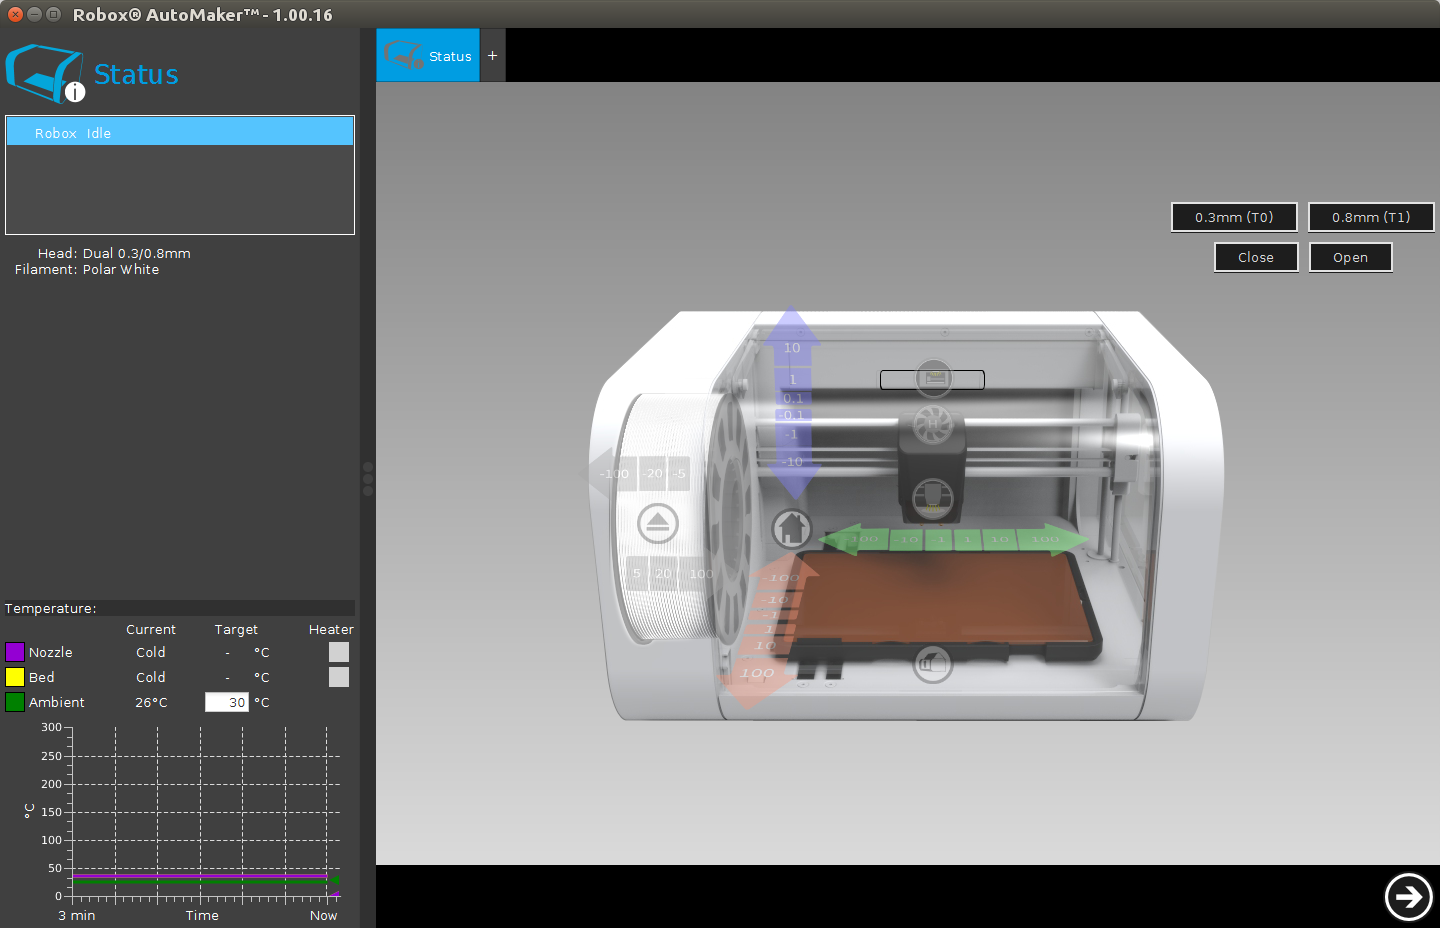 Robox® AutoMaker™ - 1.00.16
Status
Robox Idle
Head: Dual 0.3/0.8mm
Filament: Polar White
Temperature:
Current Target Heater
Nozzle Cold - °C
Bed Cold - °C
Ambient 26°C 30 °C
300
250
200
150
100
50
0
°C
3 min Time Now
Status +
0.3mm (T0) 0.8mm (T1)
Close Open
10
1
0.1
-0.1
-1
-10
H
-100 -20 -5
5 20 100
-100 -10 -1 1 10 100
-100
-10
-1
1
10
100